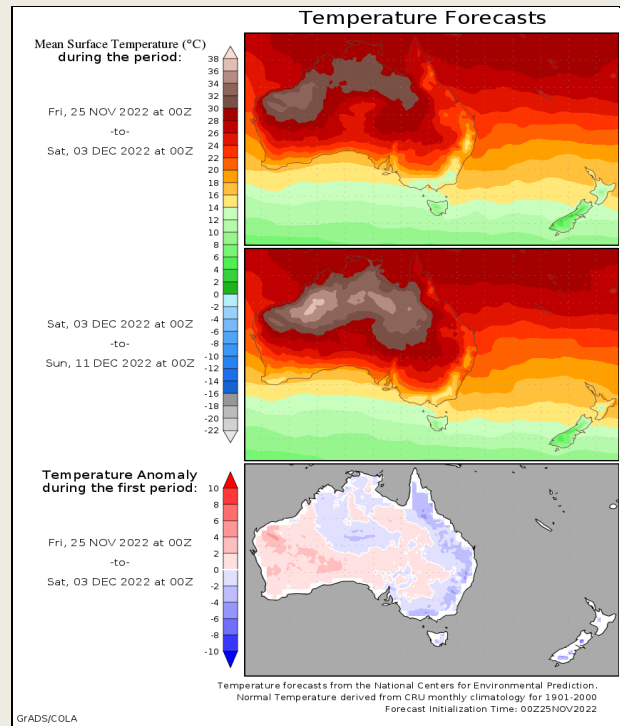 Temperature Forecasts
Mean Surface Temperature (°C)
during the period:
Fri, 25 NOV 2022 at 00Z
-to-
Sat, 03 DEC 2022 at 00Z
38
36
34
32
30
28
26
24
22
20
18
16
14
12
10
8
6
4
2
0
-2
-4
-6
-8
-10
-12
-14
-16
-18
-20
-22
Sat, 03 DEC 2022 at 00Z
-to-
Sun, 11 DEC 2022 at 00Z
Temperature Anomaly
during the first period:
Fri, 25 NOV 2022 at 00Z
-to-
Sat, 03 DEC 2022 at 00Z
10
8
6
4
2
0
-2
-4
-6
-8
-10
Temperature forecasts from the National Centers for Environmental Prediction.
Normal Temperature derived from CRU monthly climatology for 1901-2000
Forecast Initialization Time: 00Z25NOV2022
GrADS/COLA